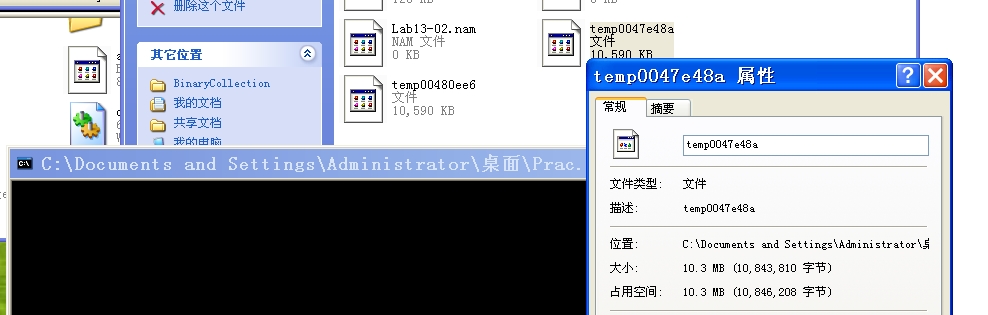 删除这个文件
其它位置
BinaryCollection
我的文档
共享文档
我的电脑
Lab13-02.nam
NAM 文件
0 KB
temp00480ee6
文件
10,590 KB
temp0047e48a
文件
10,590 KB
C:\Documents and Settings\Administrator\桌面\Prac.
temp0047e48a 属性
常规
摘要
temp0047e48a
文件类型: 文件
描述: temp0047e48a
位置: C:\Documents and Settings\Administrator\桌
大小: 10.3 MB (10,843,810 字节)
占用空间: 10.3 MB (10,846,208 字节)